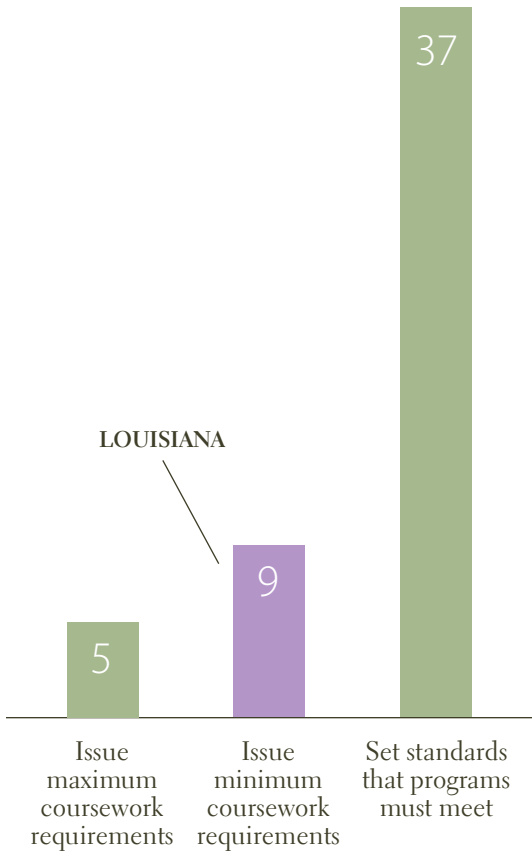 37
LOUISIANA
9
5
Issue
maximum
coursework
requirements
Issue
minimum
coursework
requirements
Set standards
that programs
must meet